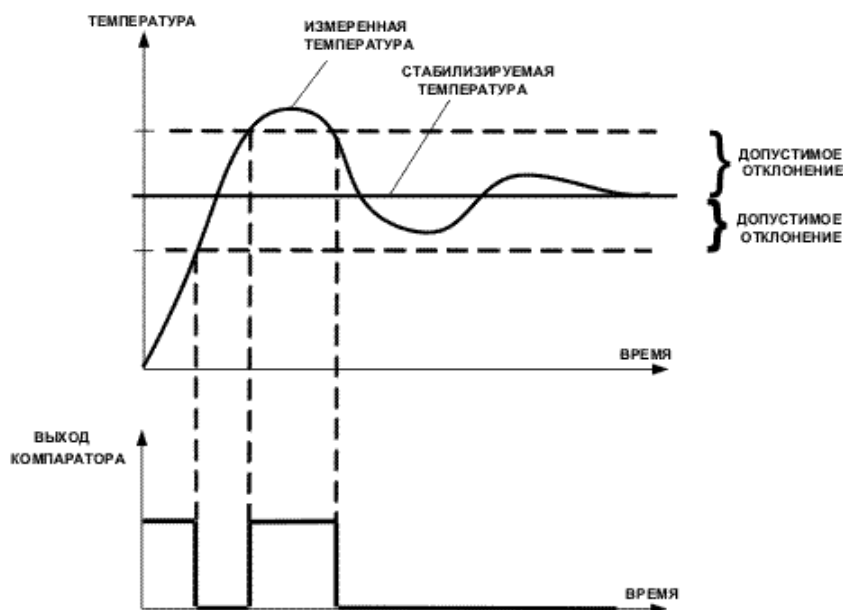 ТЕМПЕРАТУРА
ИЗМЕРЕННАЯ
ТЕМПЕРАТУРА
СТАБИЛИЗИРУЕМАЯ
ТЕМПЕРАТУРА
ДОПУСТИМОЕ
ОТКЛОНЕНИЕ
ДОПУСТИМОЕ
ОТКЛОНЕНИЕ
ВРЕМЯ
ВЫХОД
КОМПАРАТОРА
ВРЕМЯ